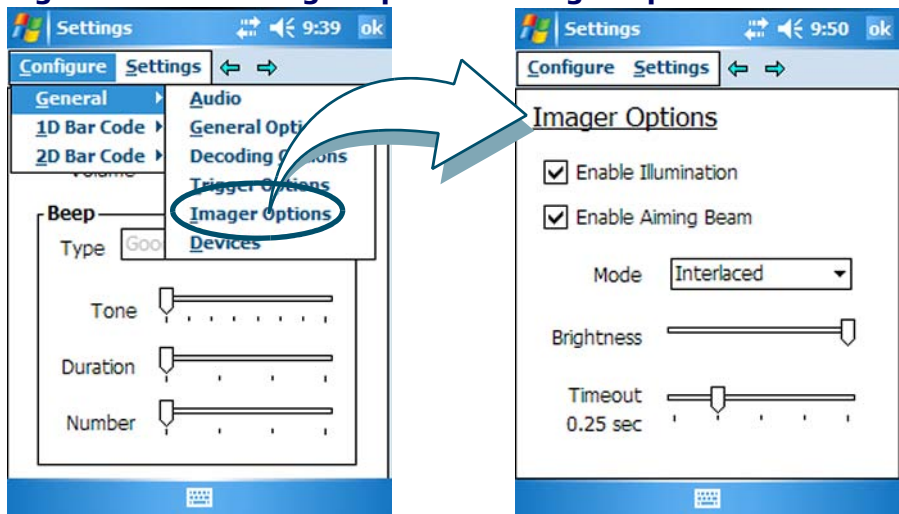 Settings 9:39 ok
Configure Settings
General
1D Bar Code
2D Bar Code
Audio
General
Decoding
Trigger Options
Imager Options
Devices
Volume
Beep
Type
Tone
Duration
Number
Settings 9:50 ok
Configure Settings
Imager Options
Enable Illumination
Enable Aiming Beam
Mode Interlaced
Brightness
Timeout
0.25 sec